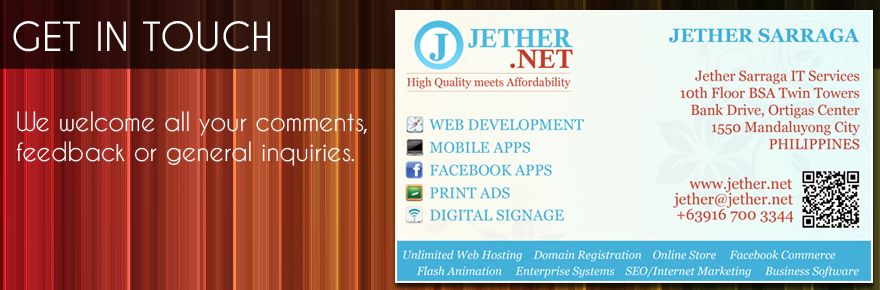 GET IN TOUCH
We welcome all your comments,
feedback or general inquiries.
J JETHER
.NET
High Quality meets Affordability
WEB DEVELOPMENT
MOBILE APPS
f FACEBOOK APPS
PRINT ADS
DIGITAL SIGNAGE
JETHER SARRAGA
Jether Sarraga IT Services
10th Floor BSA Twin Towers
Bank Drive, Ortigas Center
1550 Mandaluyong City
PHILIPPINES
www.jether.net
jether@jether.net
+63916 700 3344
Unlimited Web Hosting Domain Registration Online Store Facebook Commerce
Flash Animation Enterprise Systems SEO/Internet Marketing Business Software